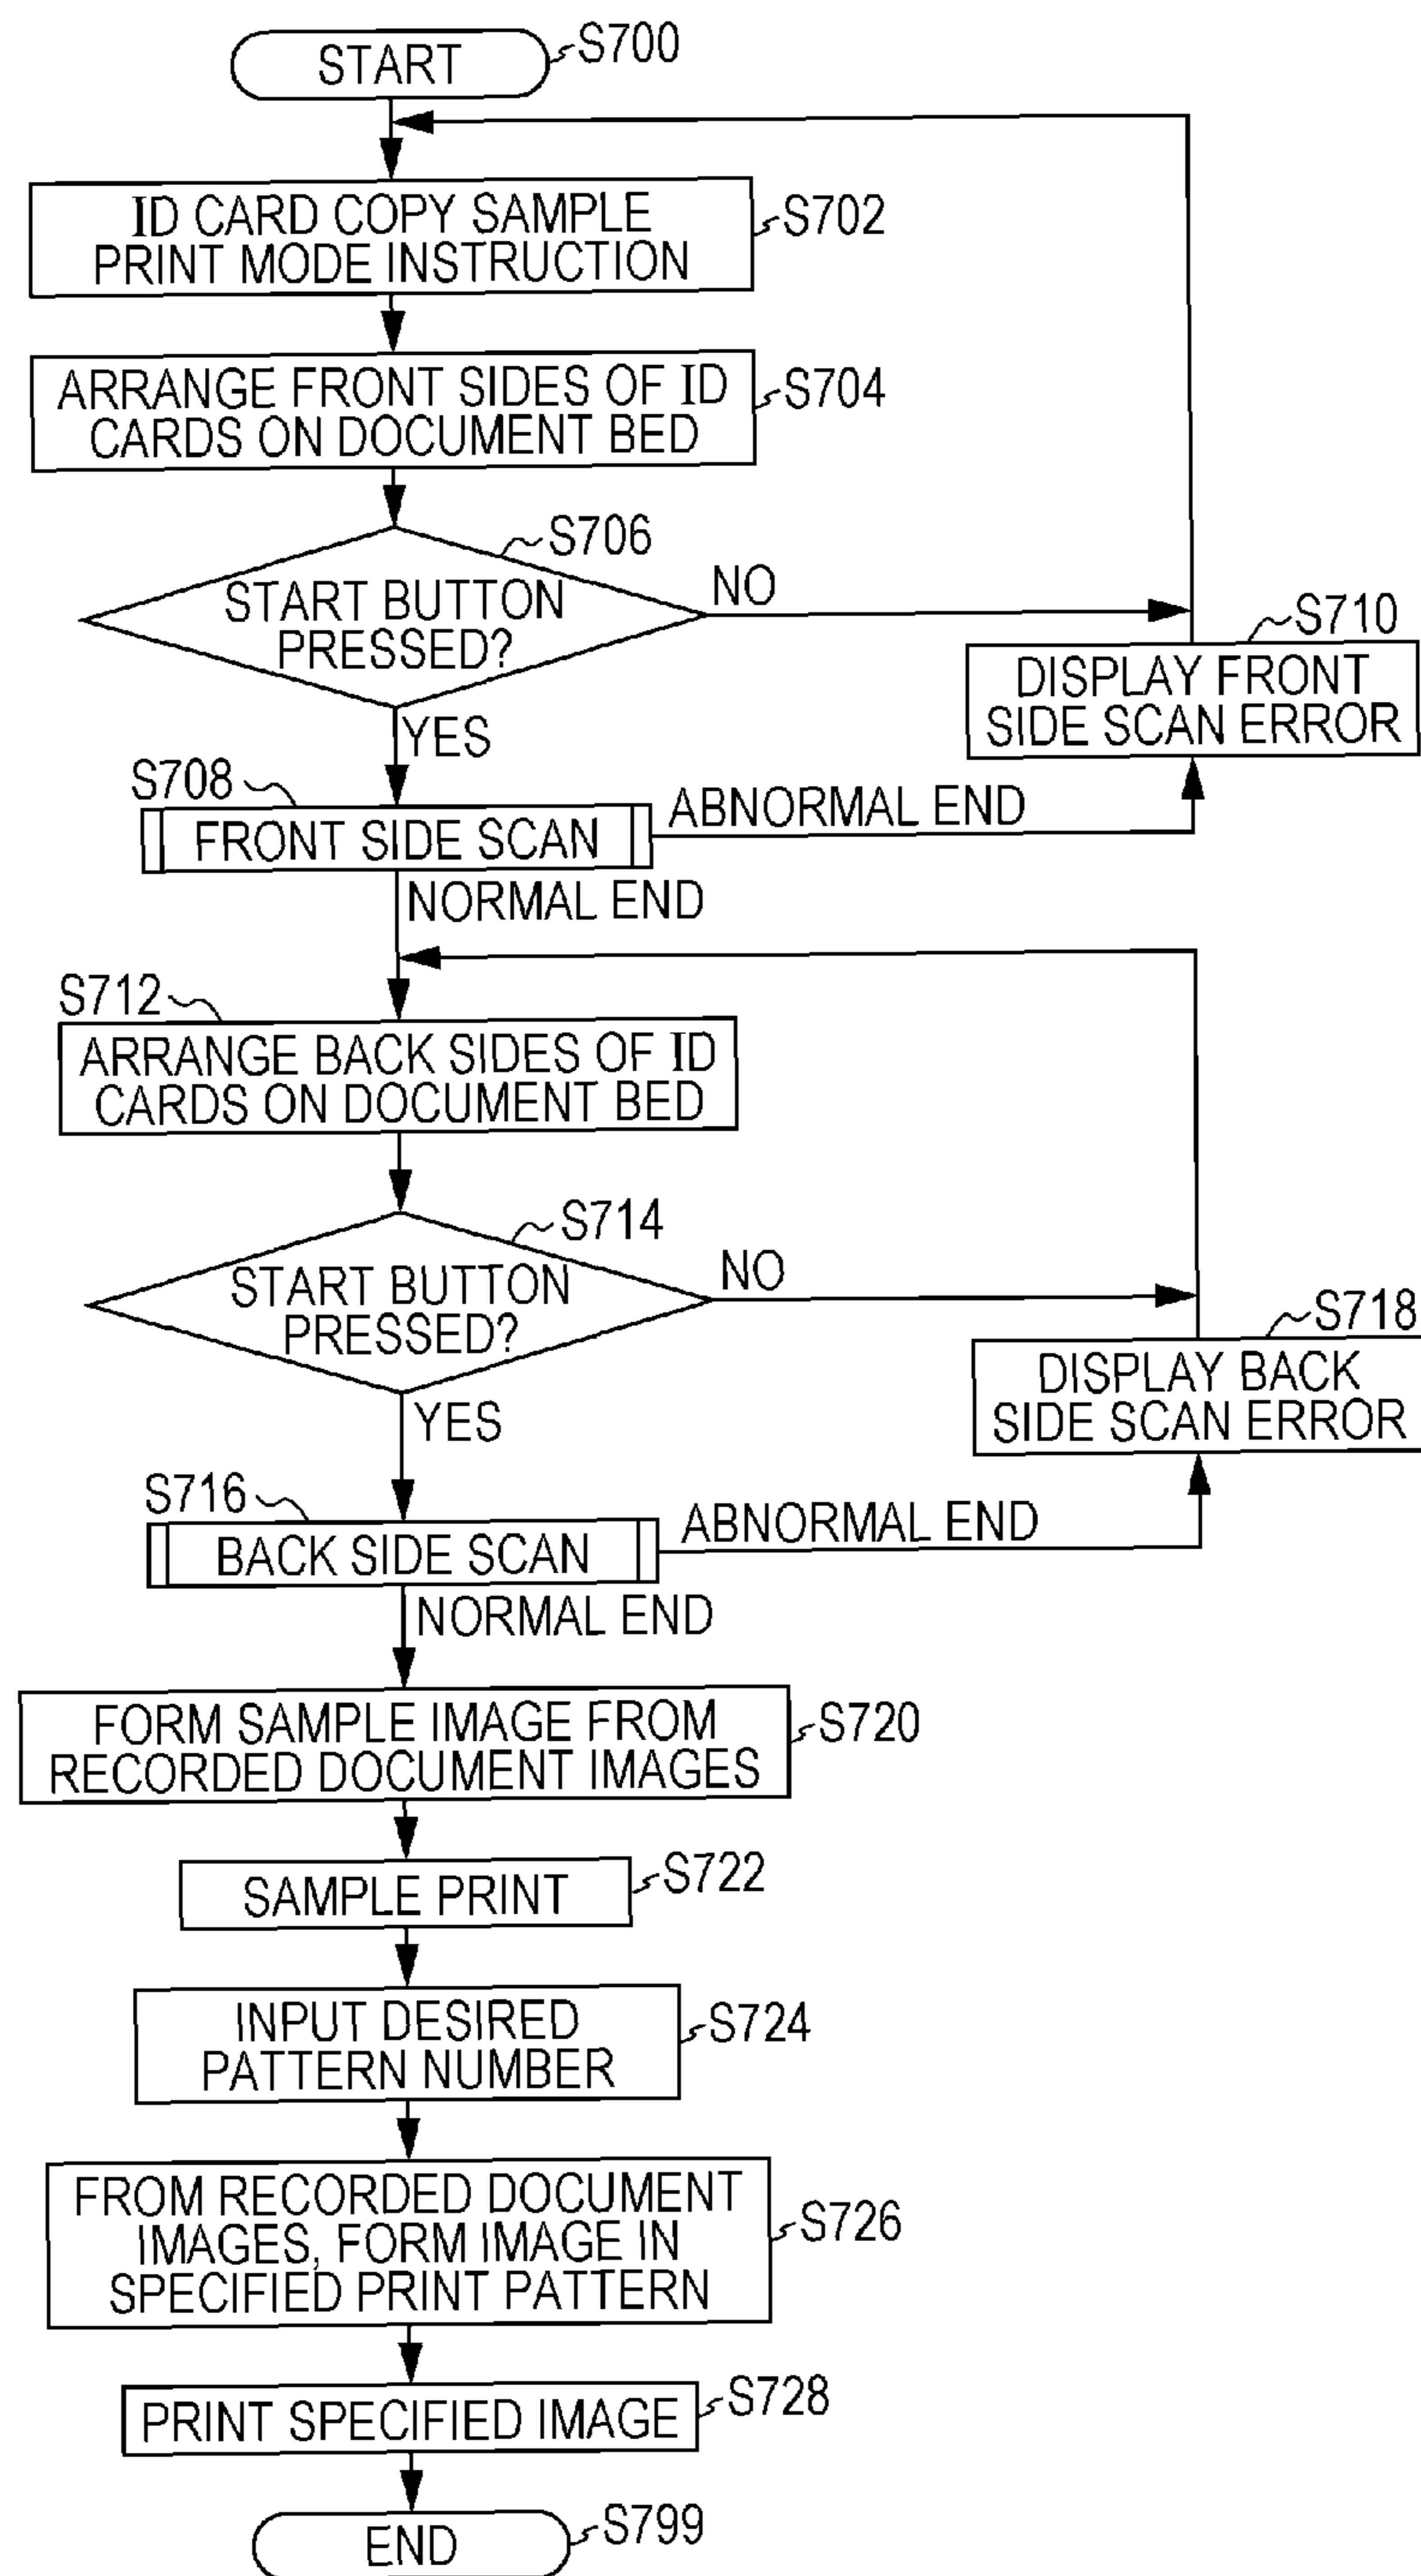 START
S700
ID CARD COPY SAMPLE
PRINT MODE INSTRUCTION
S702
ARRANGE FRONT SIDES OF ID
CARDS ON DOCUMENT BED
S704
S706
START BUTTON
PRESSED?
NO
YES
S710
DISPLAY FRONT
SIDE SCAN ERROR
S708
FRONT SIDE SCAN
ABNORMAL END
NORMAL END
S712
ARRANGE BACK SIDES OF ID
CARDS ON DOCUMENT BED
S714
START BUTTON
PRESSED?
NO
YES
S718
DISPLAY BACK
SIDE SCAN ERROR
S716
BACK SIDE SCAN
ABNORMAL END
NORMAL END
FORM SAMPLE IMAGE FROM
RECORDED DOCUMENT IMAGES
S720
SAMPLE PRINT
S722
INPUT DESIRED
PATTERN NUMBER
S724
FROM RECORDED DOCUMENT
IMAGES, FORM IMAGE IN
SPECIFIED PRINT PATTERN
S726
PRINT SPECIFIED IMAGE
S728
END
S799